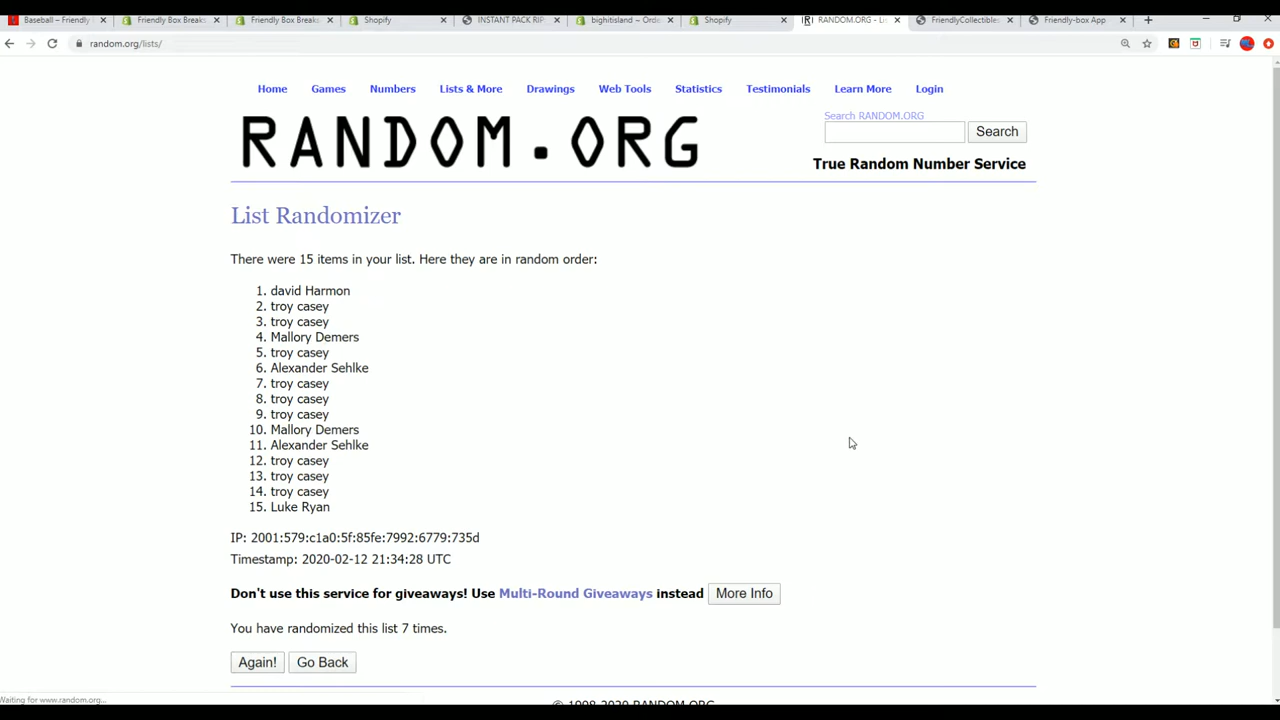 Baseball – Friendly
Friendly Box Breaks
Friendly Box Breaks
Shopify
INSTANT PACK RIP
bighitisland – Orde
Shopify
RANDOM.ORG - Lis
FriendlyCollectibles
Friendly-box App
random.org/lists/
Home Games Numbers Lists & More Drawings Web Tools Statistics Testimonials Learn More Login
Search RANDOM.ORG
RANDOM.ORG
Search
True Random Number Service
List Randomizer
There were 15 items in your list. Here they are in random order:
1. david Harmon
2. troy casey
3. troy casey
4. Mallory Demers
5. troy casey
6. Alexander Sehlke
7. troy casey
8. troy casey
9. troy casey
10. Mallory Demers
11. Alexander Sehlke
12. troy casey
13. troy casey
14. troy casey
15. Luke Ryan
IP: 2001:579:c1a0:5f:85fe:7992:6779:735d
Timestamp: 2020-02-12 21:34:28 UTC
Don't use this service for giveaways! Use Multi-Round Giveaways instead More Info
You have randomized this list 7 times.
Again! Go Back
Waiting for www.random.org...
© 1998-2020 RANDOM.ORG